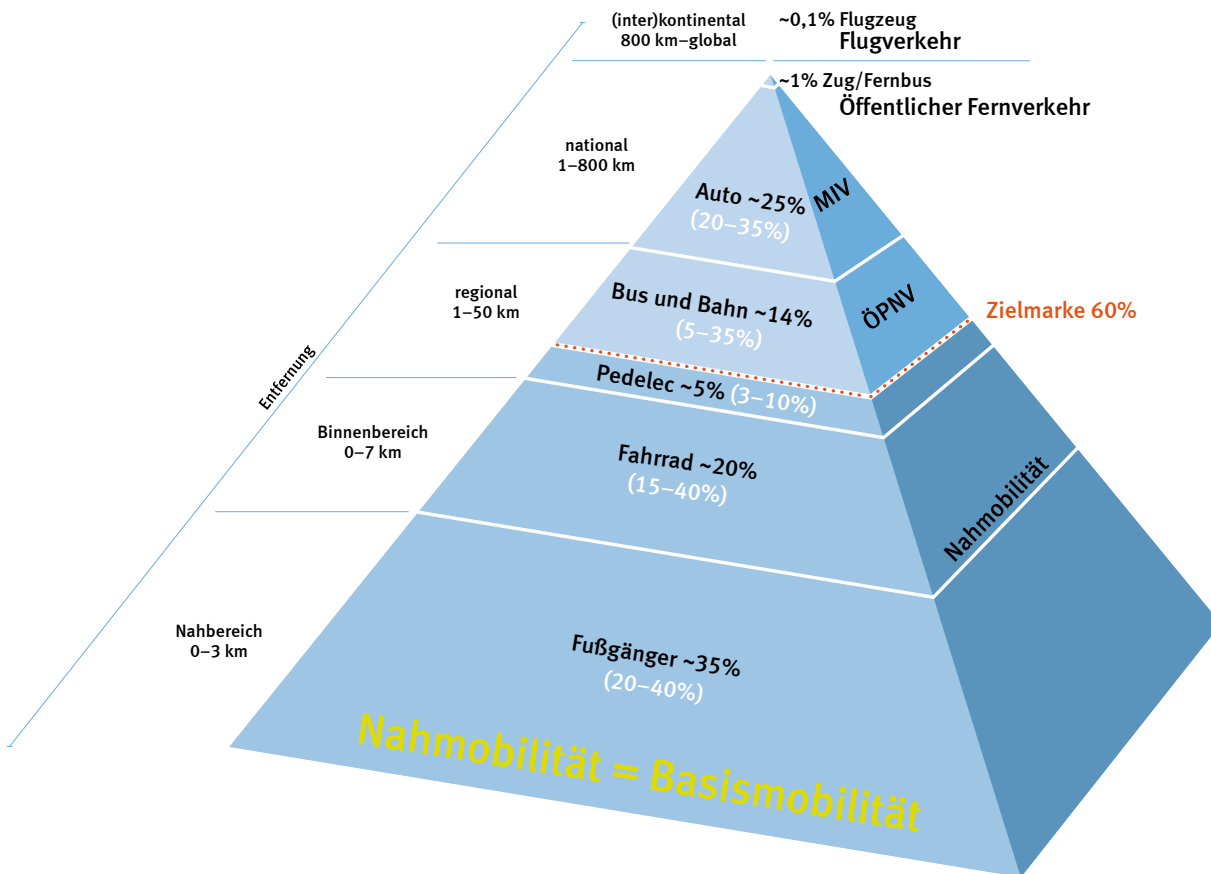 (inter)kontinental
800 km–global
~0,1% Flugzeug
Flugverkehr
~1% Zug/Fernbus
Öffentlicher Fernverkehr
national
1–800 km
Auto ~25%
(20–35%)
MIV
regional
1–50 km
Bus und Bahn ~14%
(5–35%)
ÖPNV
Zielmarke 60%
Entfernung
Pedelec ~5% (3–10%)
Binnenbereich
0–7 km
Fahrrad ~20%
(15–40%)
Nahmobilität
Nahbereich
0–3 km
Fußgänger ~35%
(20–40%)
Nahmobilität = Basismobilität